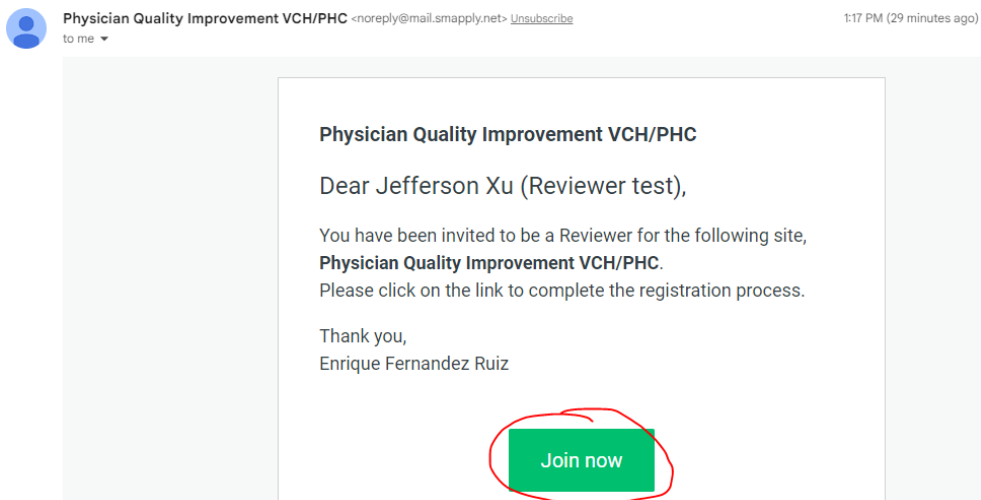 Physician Quality Improvement VCH/PHC <noreply@mail.smapply.net> Unsubscribe 1:17 PM (29 minutes ago)
to me
Physician Quality Improvement VCH/PHC
Dear Jefferson Xu (Reviewer test),
You have been invited to be a Reviewer for the following site,
Physician Quality Improvement VCH/PHC.
Please click on the link to complete the registration process.
Thank you,
Enrique Fernandez Ruiz
Join now